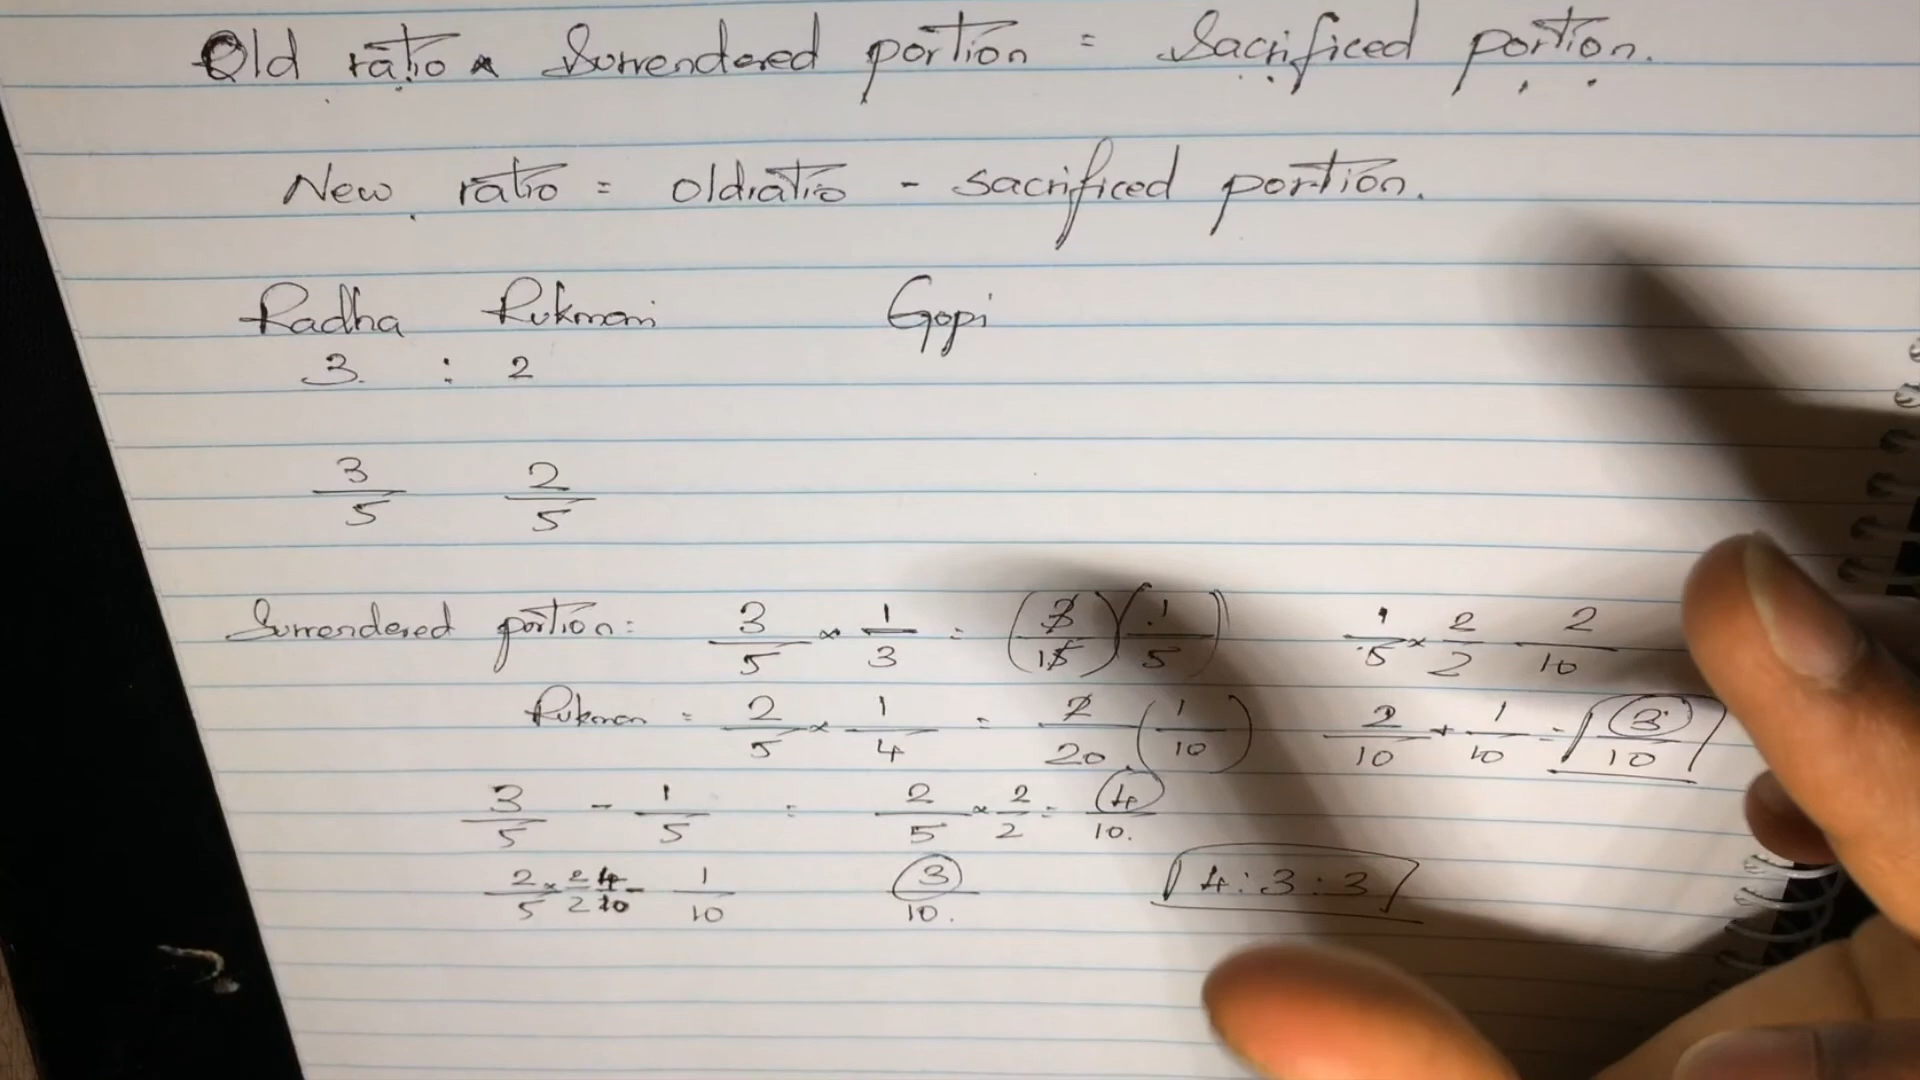 Old ratio × Surrendered portion = Sacrificed portion.
New ratio = old ratio - sacrificed portion.
Radha Rukmani Gopi
3 : 2
3/5 2/5
Surrendered portion: 3/5 × 1/3 = (3/15)(1/5) 1/5 × 2/2 2/10
Rukman = 2/5 × 1/4 = 2/20 (1/10) 2/10 + 1/10 = 3/10
3/5 - 1/5 = 2/5 × 2/2 = 4/10.
2/5 × 2/2 4/10 - 1/10 3/10. 4:3:3